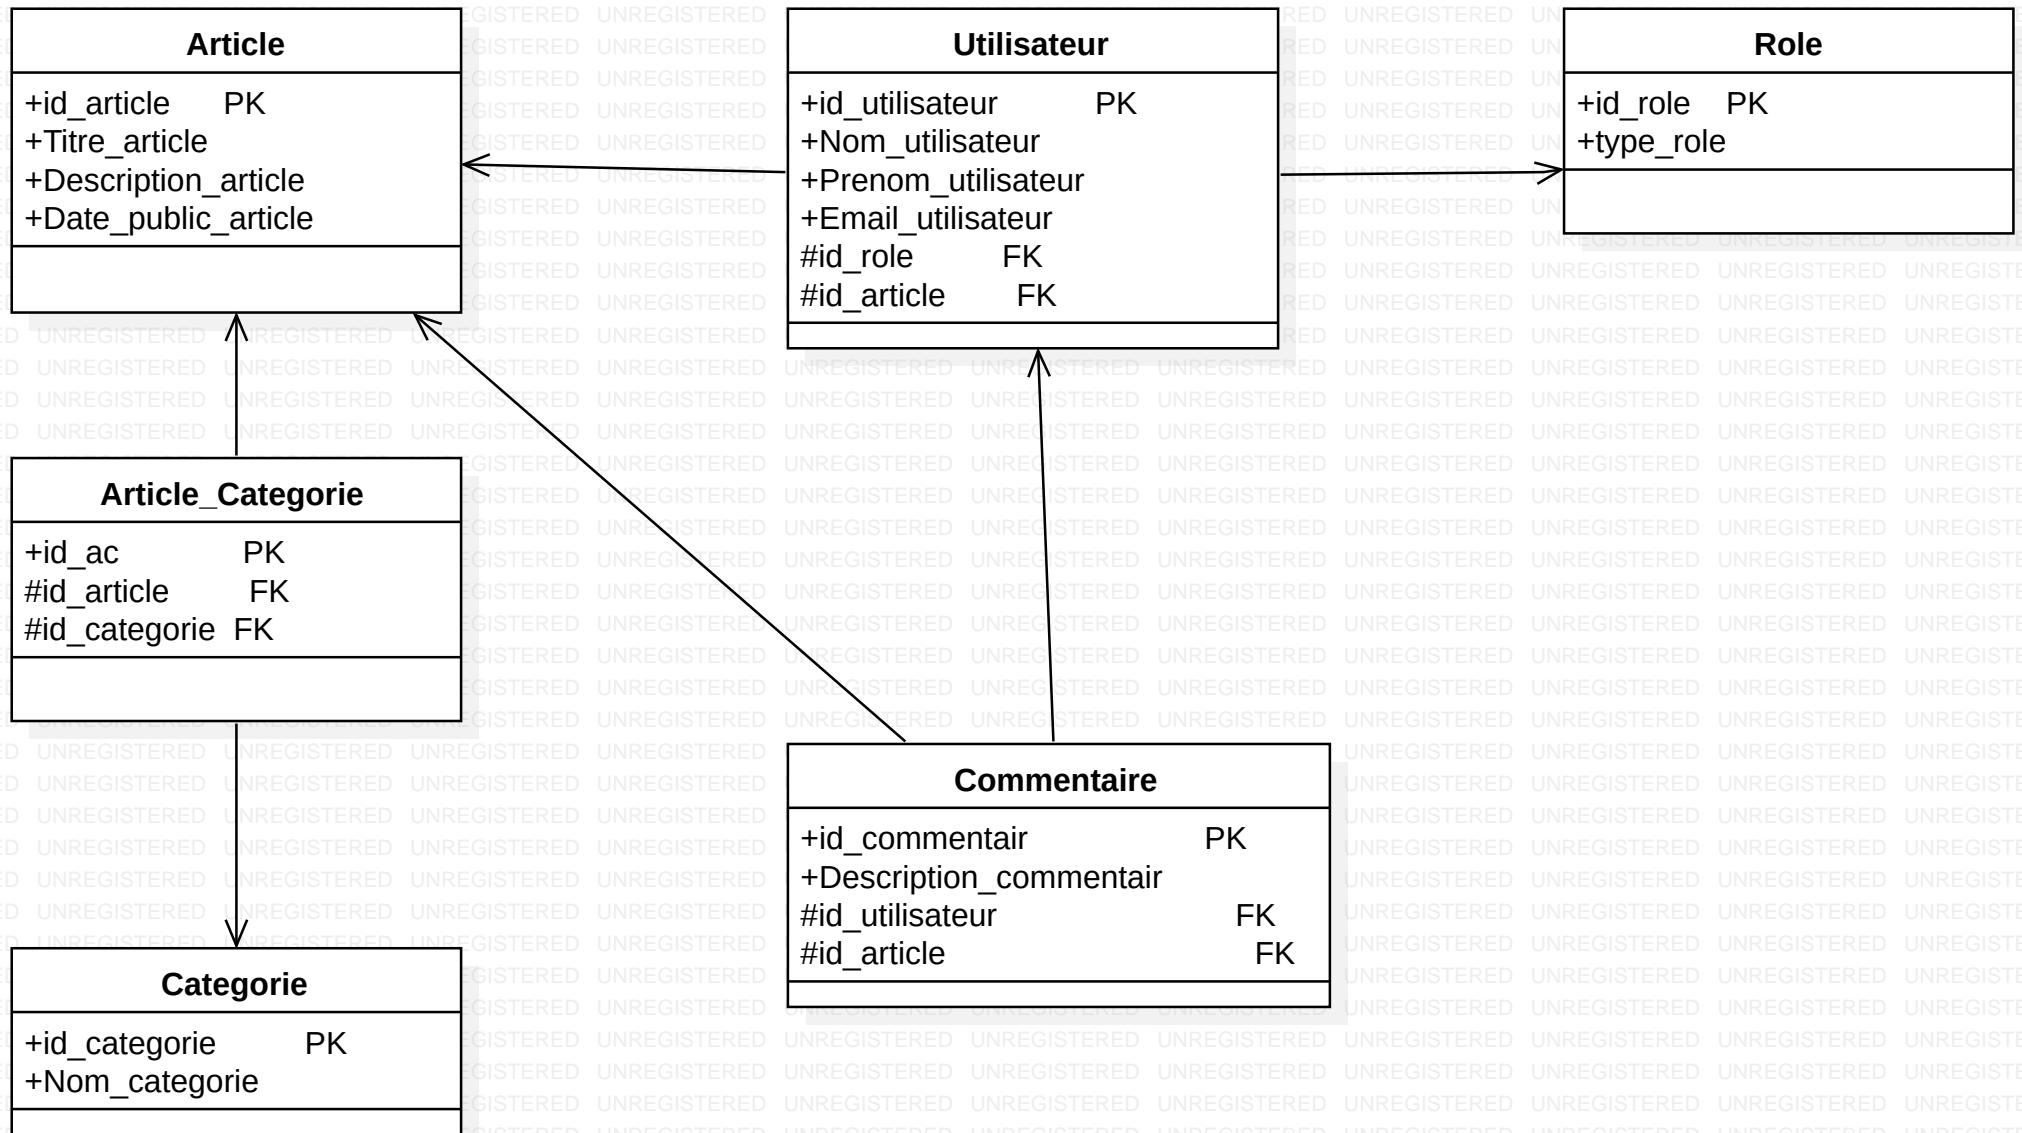 Article
+id_article PK
+Titre_article
+Description_article
+Date_public_article
Utilisateur
+id_utilisateur PK
+Nom_utilisateur
+Prenom_utilisateur
+Email_utilisateur
#id_role FK
#id_article FK
Role
+id_role PK
+type_role
Article_Categorie
+id_ac PK
#id_article FK
#id_categorie FK
Commentaire
+id_commentair PK
+Description_commentair
#id_utilisateur FK
#id_article FK
Categorie
+id_categorie PK
+Nom_categorie
UNREGISTERED